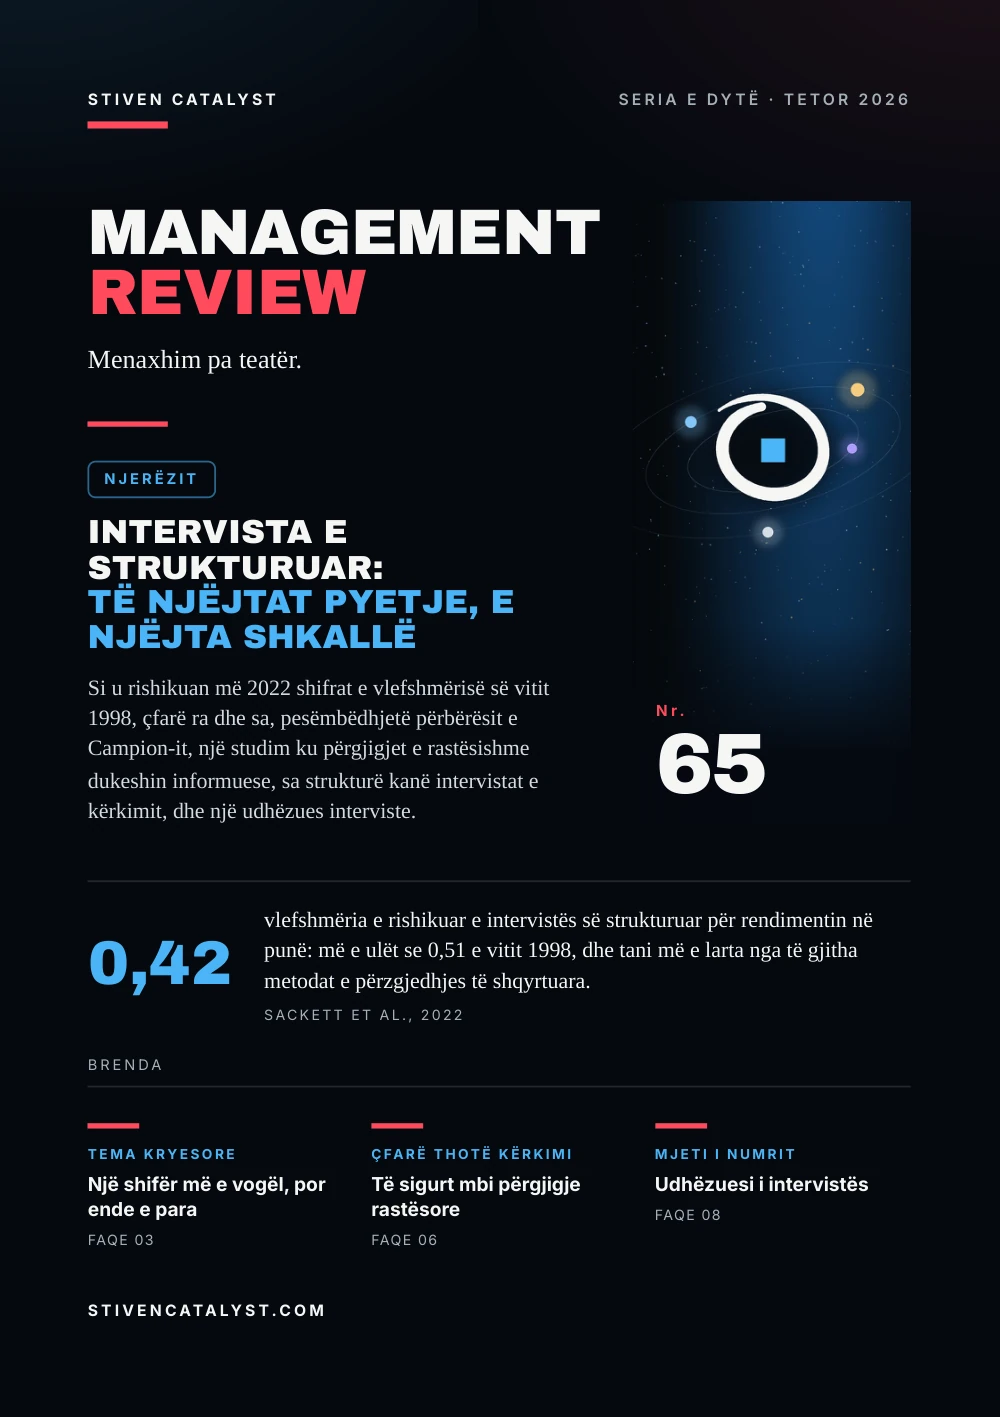 STIVEN CATALYST
SERIA E DYTË · TETOR 2026
MANAGEMENT
REVIEW
Menaxhim pa teatër.
NJERËZIT
INTERVISTA E
STRUKTURUAR:
TË NJËJTAT PYETJE, E
NJËJTA SHKALLË
Si u rishikuan më 2022 shifrat e vlefshmërisë së vitit
1998, çfarë ra dhe sa, pesëmbëdhjetë përbërësit e
Campion-it, një studim ku përgjigjet e rastësishme
dukeshin informuese, sa strukturë kanë intervistat e
kërkimit, dhe një udhëzues interviste.
Nr.
65
0,42
vlefshmëria e rishikuar e intervistës së strukturuar për rendimentin në
punë: më e ulët se 0,51 e vitit 1998, dhe tani më e larta nga të gjitha
metodat e përzgjedhjes të shqyrtuara.
SACKETT ET AL., 2022
BRENDA
TEMA KRYESORE
Një shifër më e vogël, por
ende e para
FAQE 03
ÇFARË THOTË KËRKIMI
Të sigurt mbi përgjigje
rastësore
FAQE 06
MJETI I NUMRIT
Udhëzuesi i intervistës
FAQE 08
STIVENCATALYST.COM